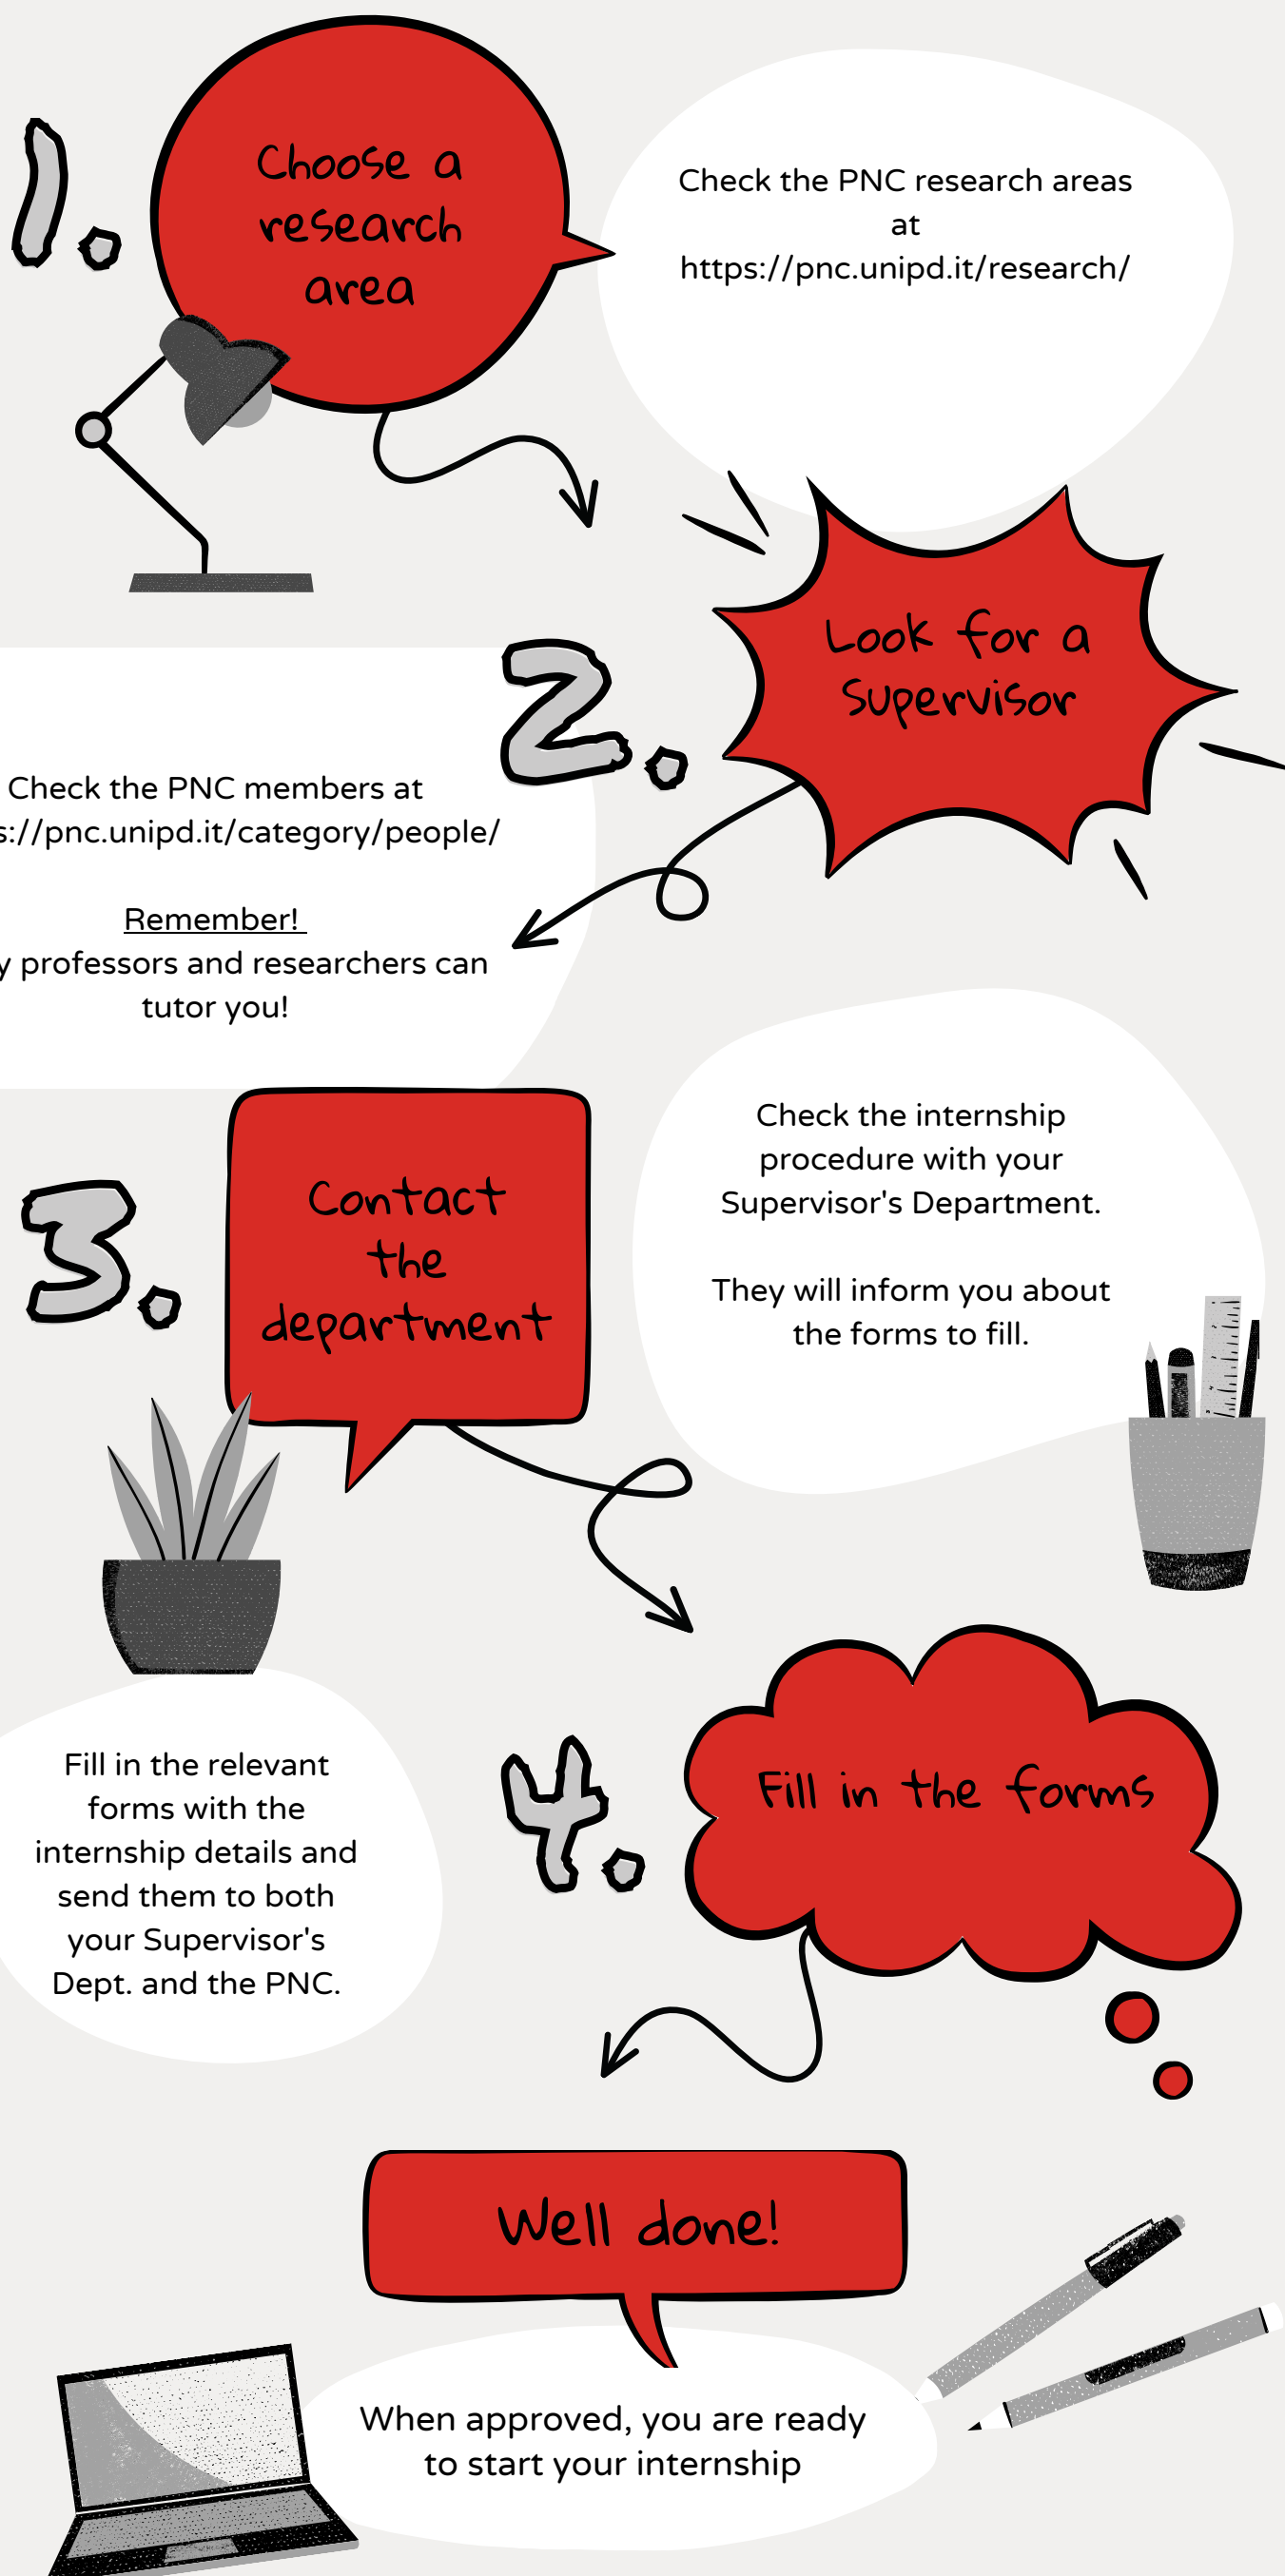 1.
Choose a
research
area
Check the PNC research areas
at
https://pnc.unipd.it/research/
2.
Look for a
Supervisor
Check the PNC members at
s://pnc.unipd.it/category/people/
Remember!
y professors and researchers can
tutor you!
3.
Contact
the
department
Check the internship
procedure with your
Supervisor's Department.
They will inform you about
the forms to fill.
4.
Fill in the forms
Fill in the relevant
forms with the
internship details and
send them to both
your Supervisor's
Dept. and the PNC.
Well done!
When approved, you are ready
to start your internship